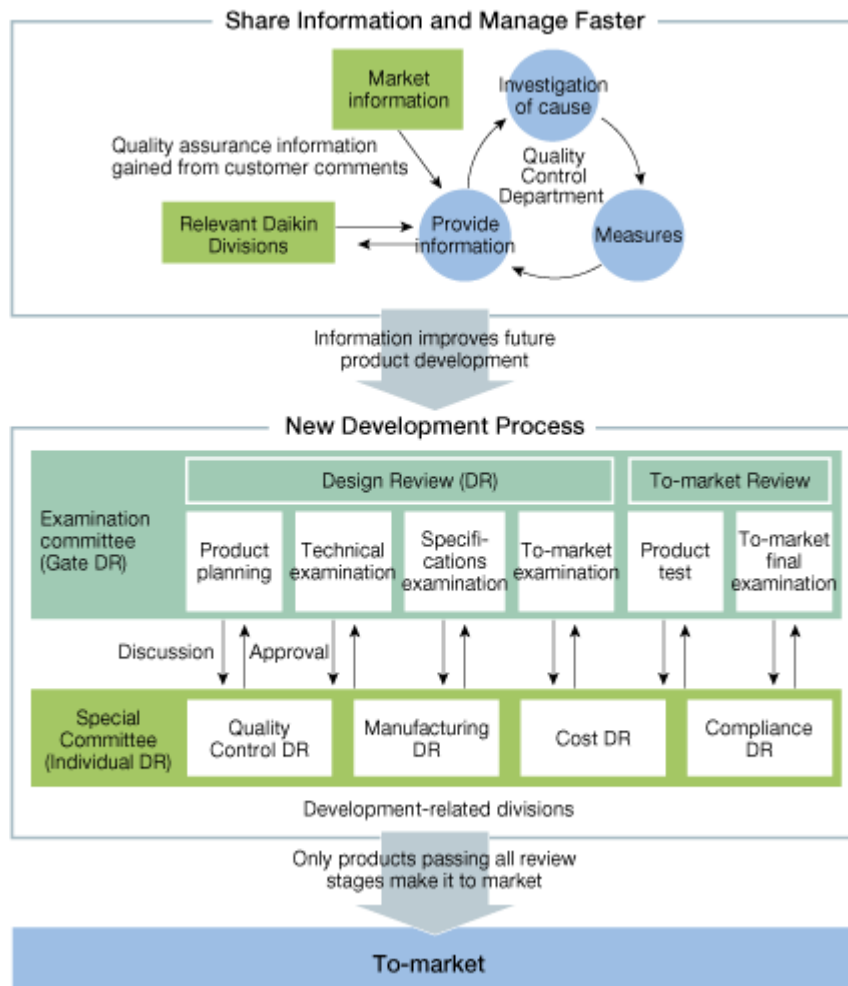 Share Information and Manage Faster
Market
information
Investigation
of cause
Quality assurance information
gained from customer comments
Quality
Control
Department
Relevant Daikin
Divisions
Provide
information
Measures
Information improves future
product development
New Development Process
Examination
committee
(Gate DR)
Design Review (DR)
To-market Review
Product
planning
Technical
examination
Specifi-
cations
examination
To-market
examination
Product
test
To-market
final
examination
Discussion
Approval
Special
Committee
(Individual DR)
Quality
Control DR
Manufacturing
DR
Cost DR
Compliance
DR
Development-related divisions
Only products passing all review
stages make it to market
To-market